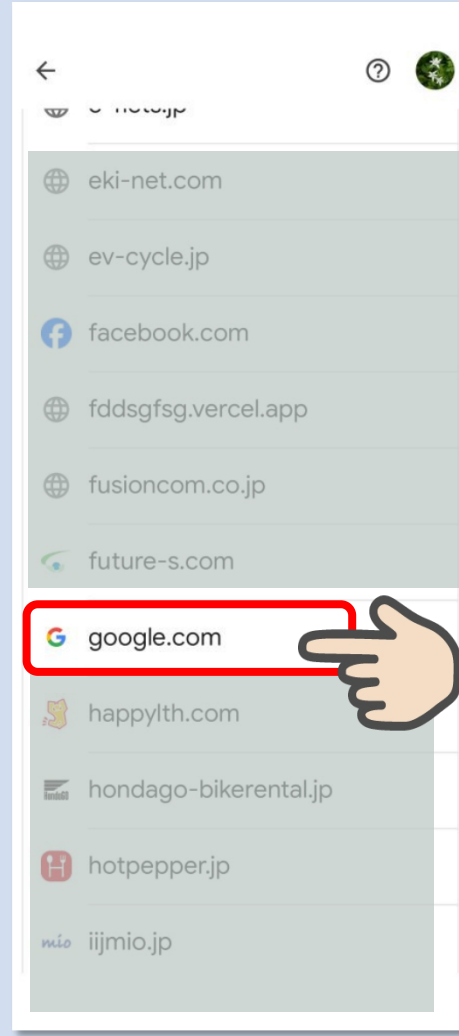 eki-net.com
ev-cycle.jp
facebook.com
fddsgfsg.vercel.app
fusioncom.co.jp
future-s.com
google.com
happylth.com
hondago-bikerental.jp
hotpepper.jp
mio iijmio.jp